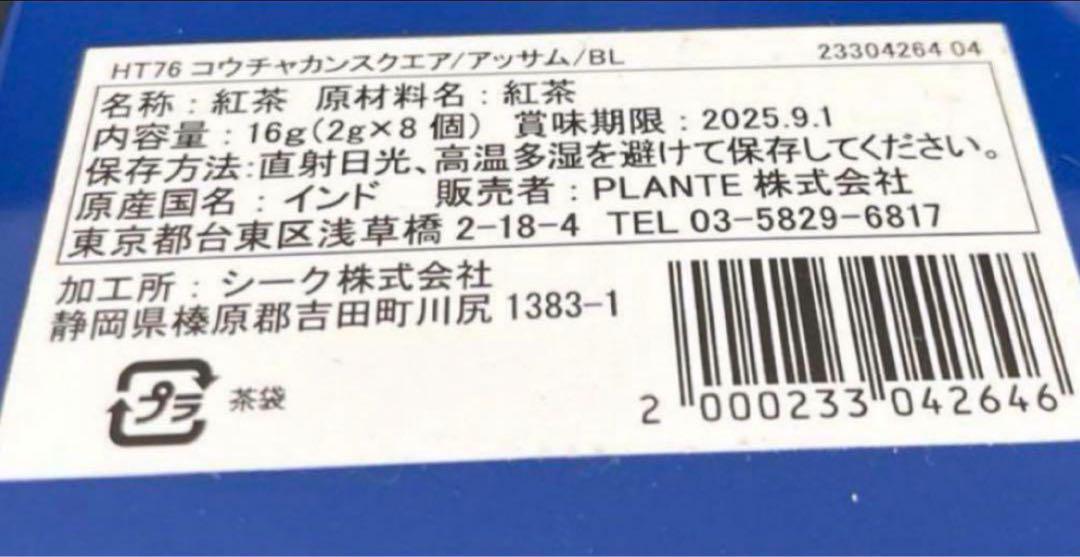 HT76 コウチャカンスクエア/アッサム/BL 23304264 04
名称：紅茶 原材料名：紅茶
内容量：16g(2g×8個) 賞味期限：2025.9.1
保存方法:直射日光、高温多湿を避けて保存してください。
原産国名：インド 販売者：PLANTE 株式会社
東京都台東区浅草橋 2-18-4 TEL 03-5829-6817
加工所：シーク株式会社
静岡県榛原郡吉田町川尻 1383-1
プラ 茶袋
2 000233 042646